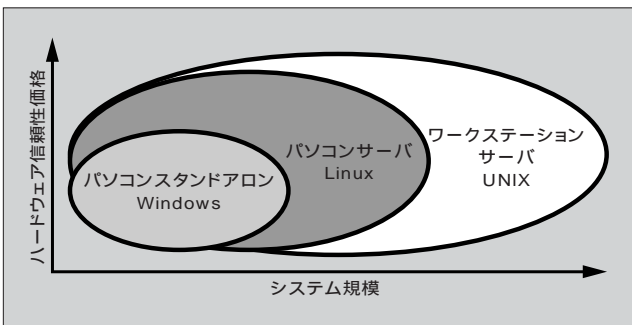 ハードウェア信頼性価格
パソコンスタンドアロン
Windows
パソコンサーバ
Linux
ワークステーション
サーバ
UNIX
システム規模